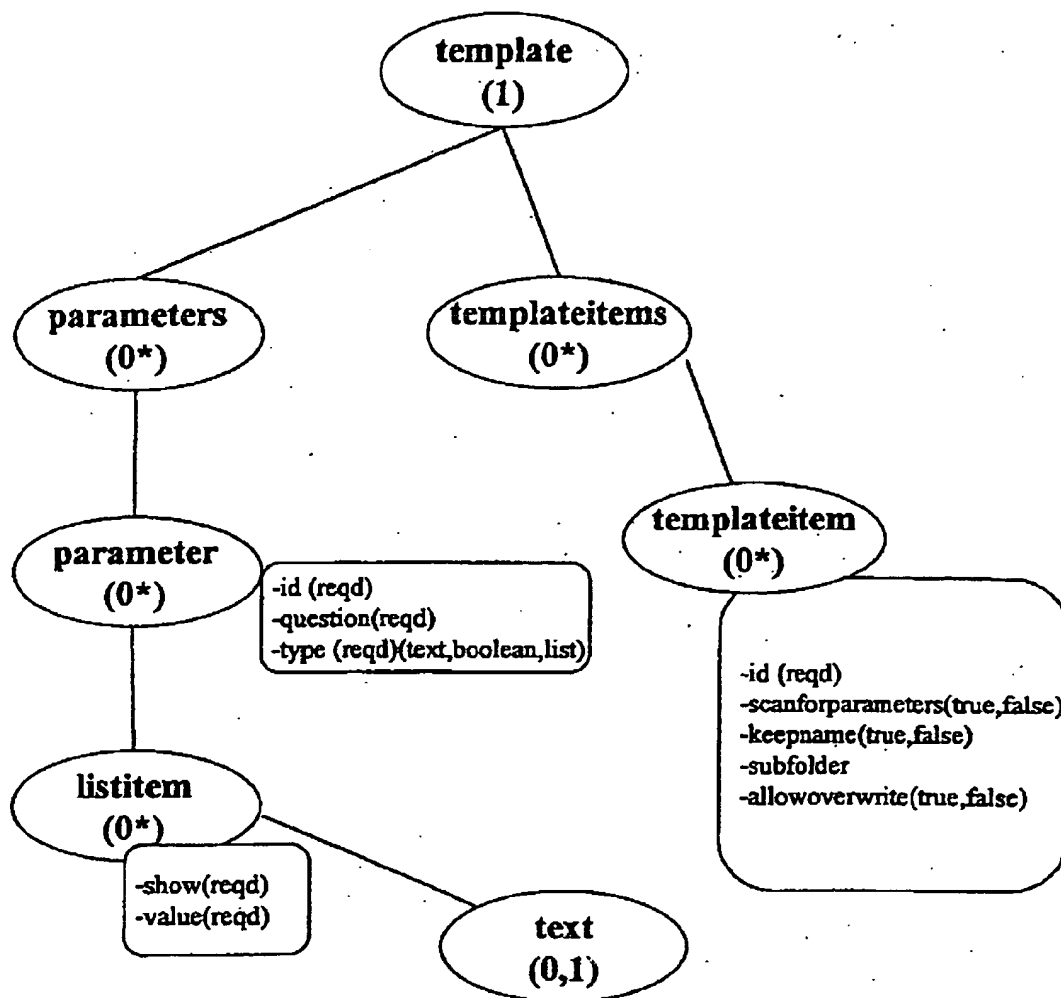 template
(1)
parameters
(0*)
templateitems
(0*)
parameter
(0*)
-id (reqd)
-question(reqd)
-type (reqd)(text,boolean,list)
templateitem
(0*)
-id (reqd)
-scanforparameters(true,false)
-keepname(true,false)
-subfolder
-allowoverwrite(true,false)
listitem
(0*)
-show(reqd)
-value(reqd)
text
(0,1)